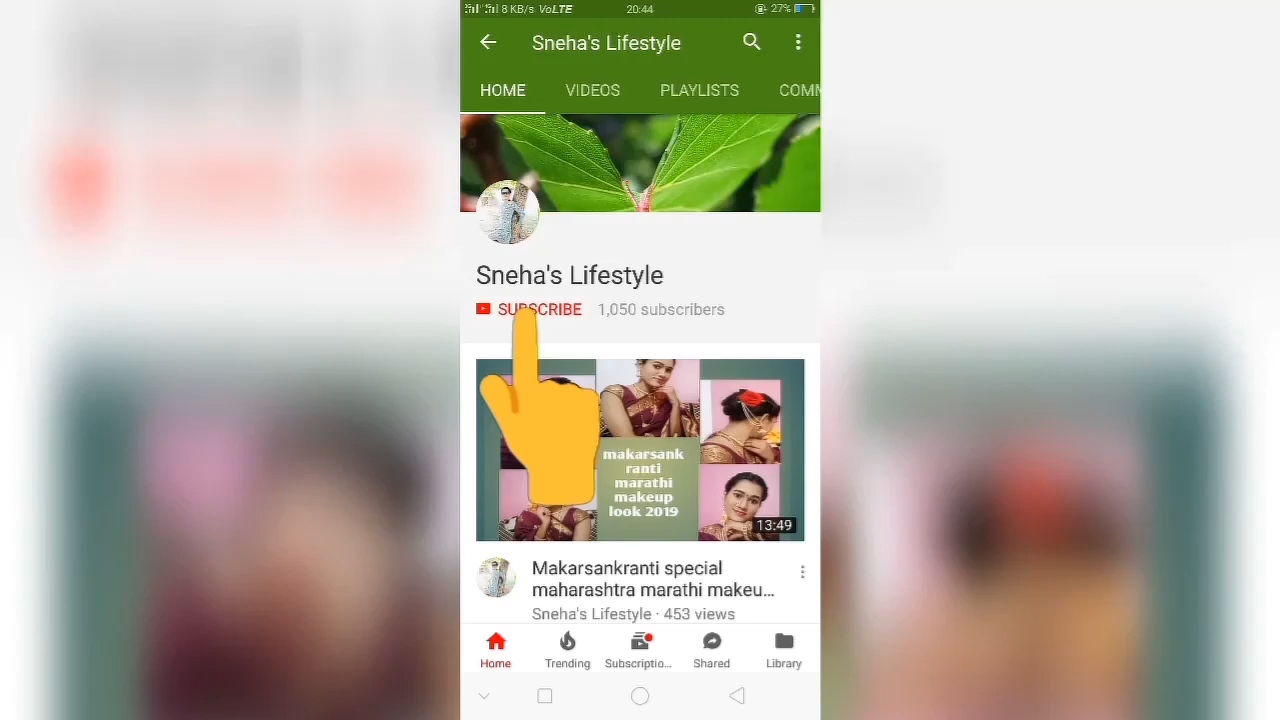 8 KB/s VoLTE 20:44 27%
Sneha's Lifestyle
HOME VIDEOS PLAYLISTS COMM
Sneha's Lifestyle
SUBSCRIBE 1,050 subscribers
makarsank
ranti
marathi
makeup
look 2019
13:49
Makarsankranti special
maharashtra marathi makeu...
Sneha's Lifestyle · 453 views
Home Trending Subscriptio... Shared Library